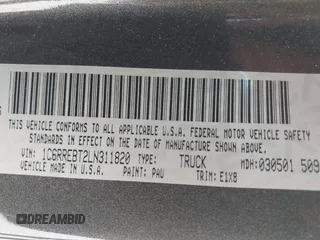 THIS VEHICLE CONFORMS TO ALL APPLICABLE U.S.A. FEDERAL MOTOR VEHICLE SAFETY
STANDARDS IN EFFECT ON THE DATE OF MANUFACTURE SHOWN ABOVE.
VIN: 1C6RREBT2LN311820 TYPE: TRUCK MDH:030501 509
VEHICLE MADE IN U.S.A. PAINT: PAU TRIM: E1X8
DREAMBID